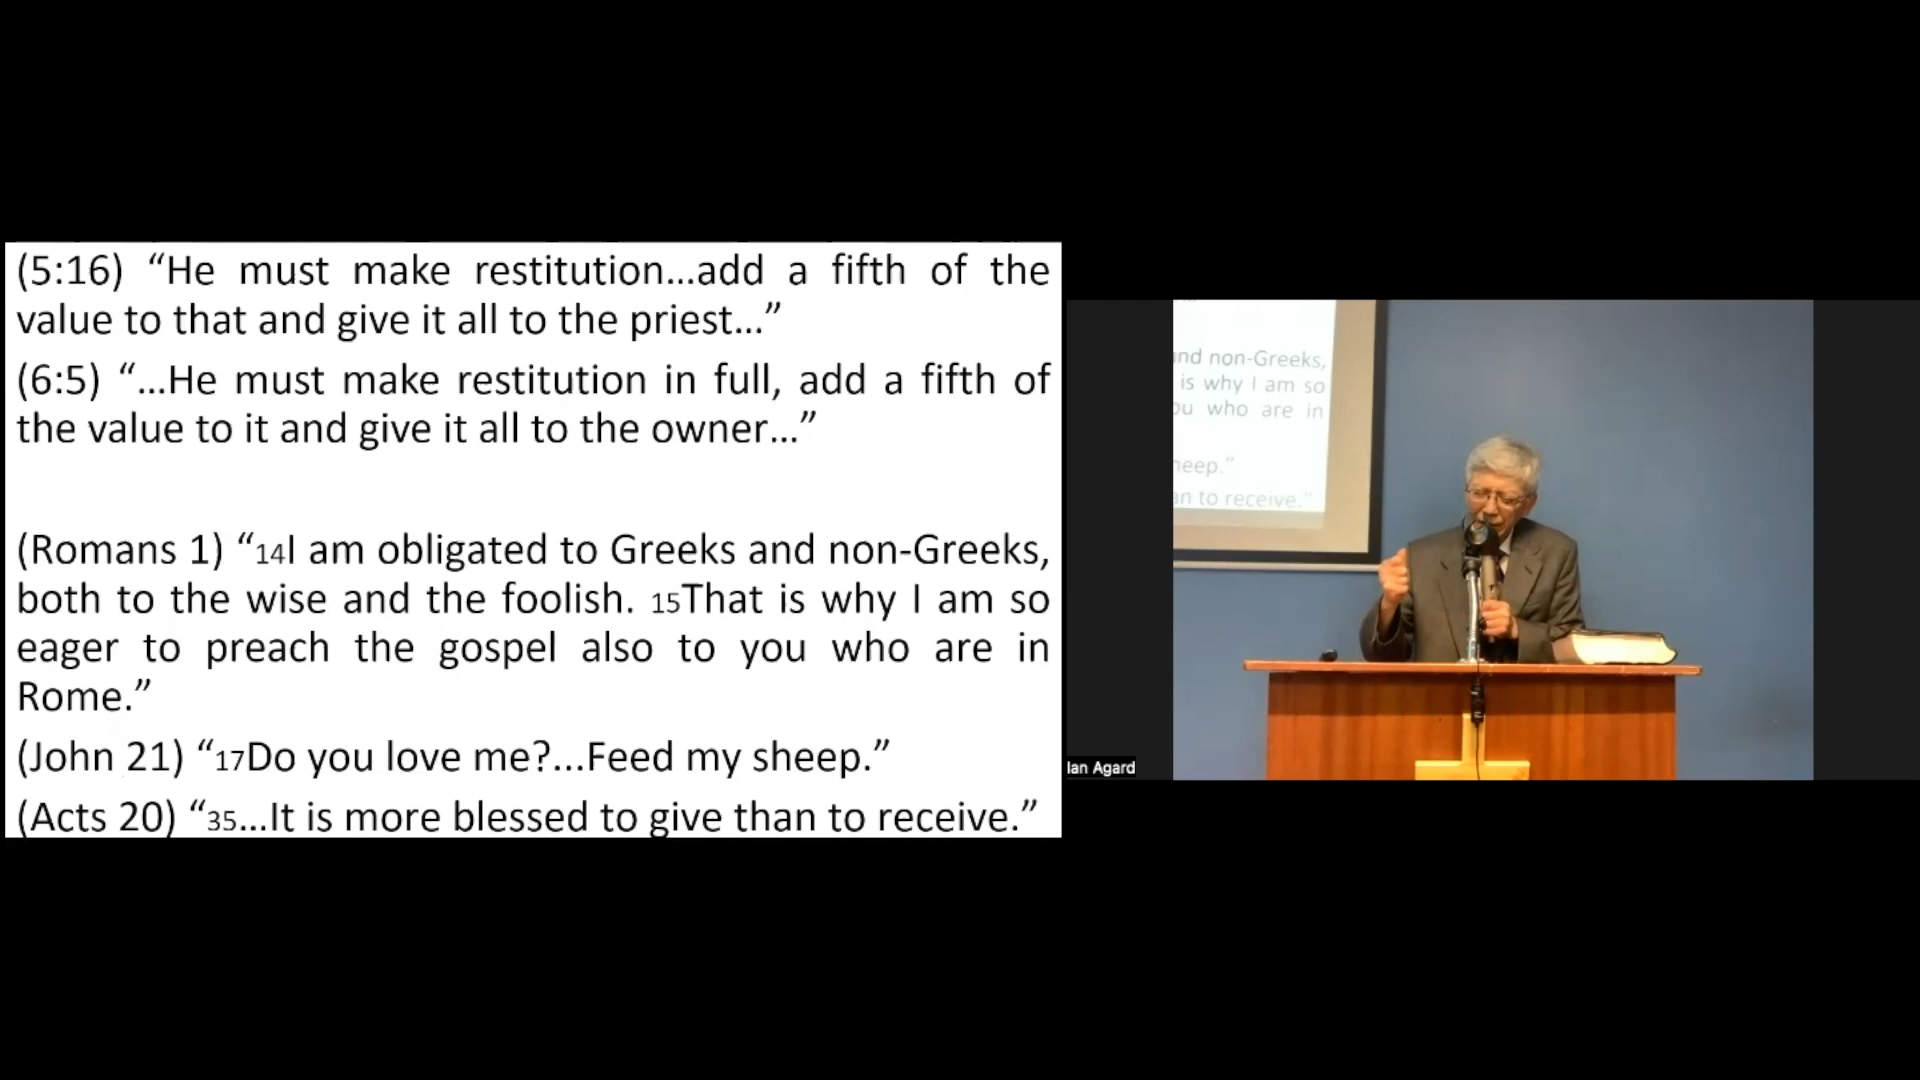 (5:16) “He must make restitution...add a fifth of the
value to that and give it all to the priest...”
(6:5) “...He must make restitution in full, add a fifth of
the value to it and give it all to the owner...”
(Romans 1) “14I am obligated to Greeks and non-Greeks,
both to the wise and the foolish. 15That is why I am so
eager to preach the gospel also to you who are in
Rome.”
(John 21) “17Do you love me?...Feed my sheep.”
(Acts 20) “35...It is more blessed to give than to receive.”
and non-Greeks,
is why I am so
ou who are in
heep.”
an to receive.”
Ian Agard